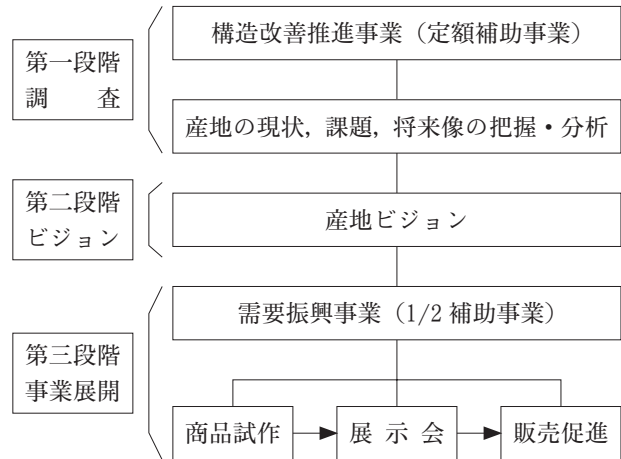 第一段階
調　　査
構造改善推進事業（定額補助事業）
産地の現状，課題，将来像の把握・分析
第二段階
ビジョン
産地ビジョン
第三段階
事業展開
需要振興事業（1/2 補助事業）
商品試作
展 示 会
販売促進